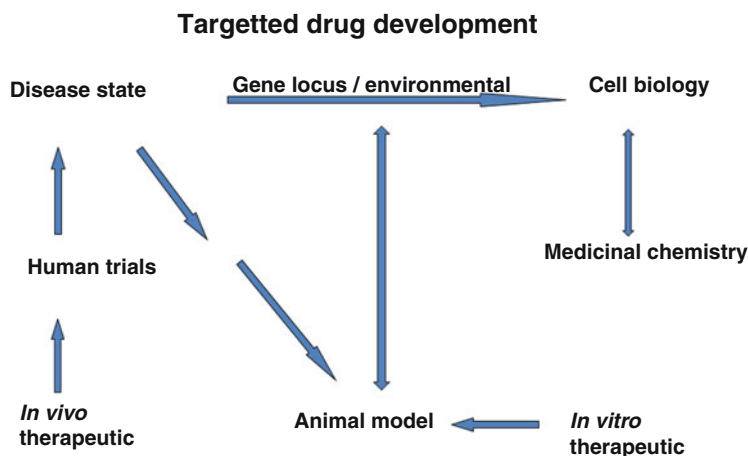 Targetted drug development
Disease state
Gene locus / environmental
Cell biology
Human trials
Medicinal chemistry
In vivo
therapeutic
Animal model
In vitro
therapeutic